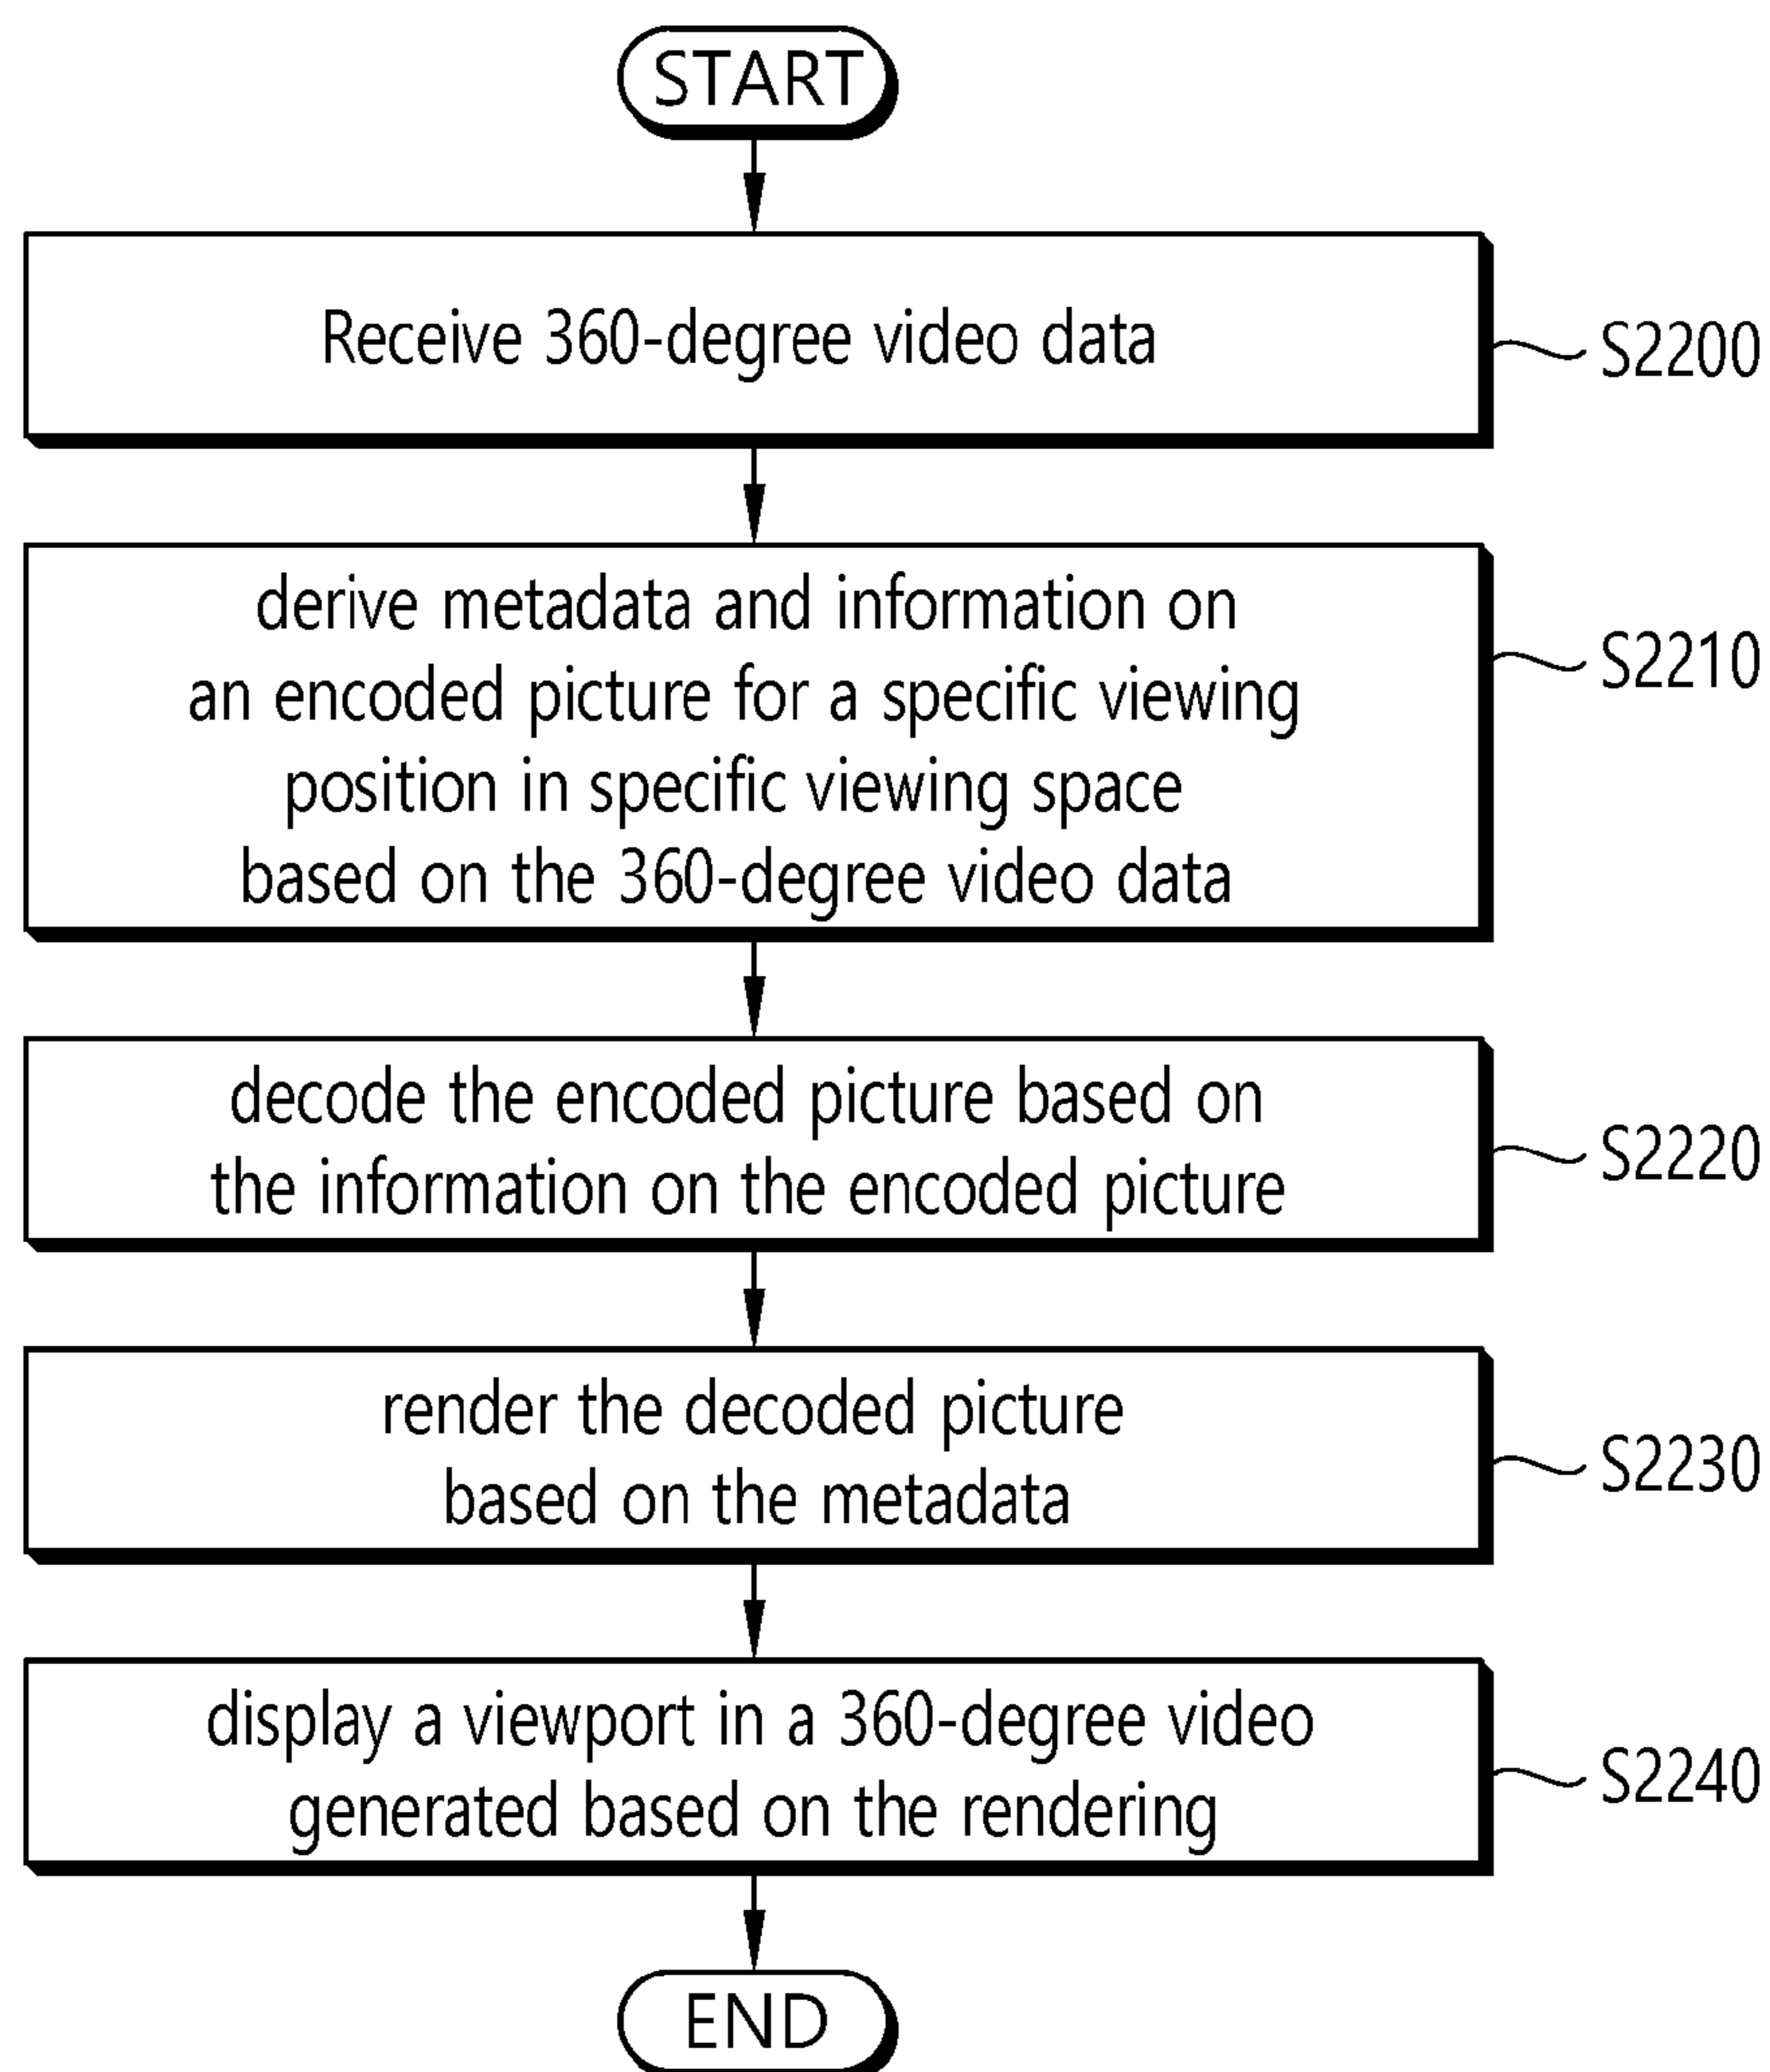 START
Receive 360-degree video data
S2200
derive metadata and information on
an encoded picture for a specific viewing
position in specific viewing space
based on the 360-degree video data
S2210
decode the encoded picture based on
the information on the encoded picture
S2220
render the decoded picture
based on the metadata
S2230
display a viewport in a 360-degree video
generated based on the rendering
S2240
END